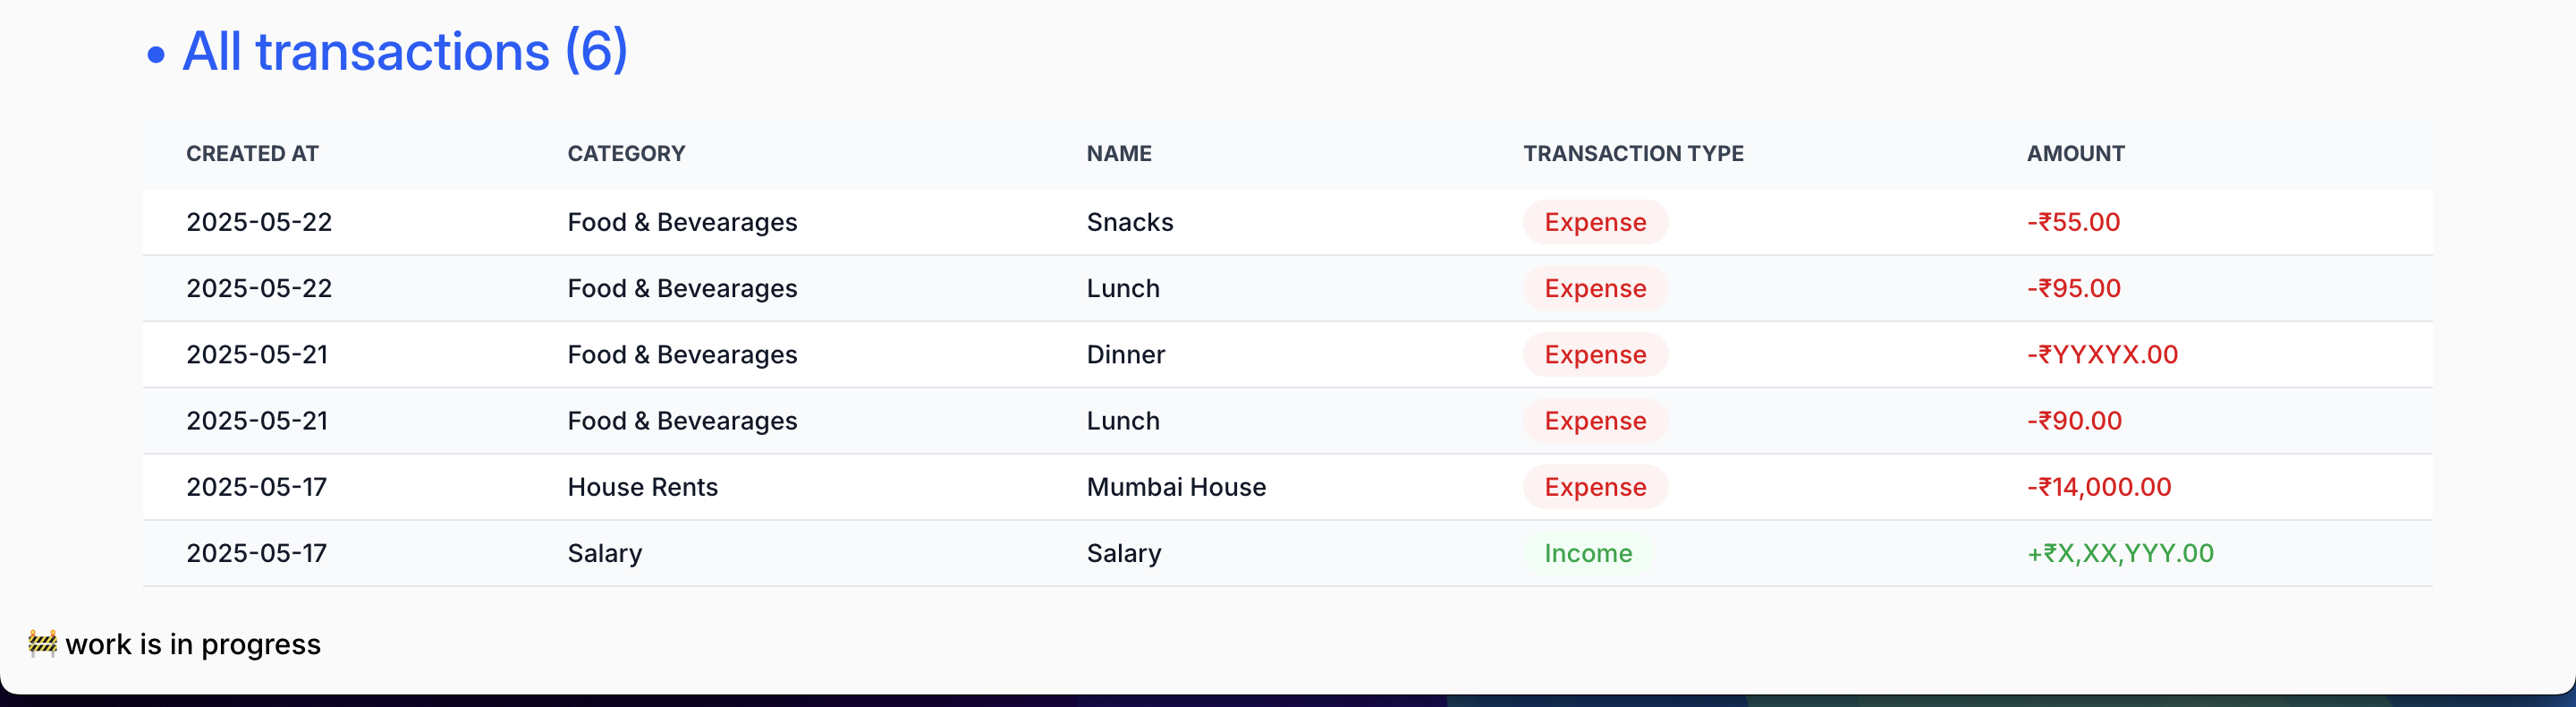 • All transactions (6)
CREATED AT CATEGORY NAME TRANSACTION TYPE AMOUNT
2025-05-22 Food & Bevearages Snacks Expense -₹55.00
2025-05-22 Food & Bevearages Lunch Expense -₹95.00
2025-05-21 Food & Bevearages Dinner Expense -₹YYXYX.00
2025-05-21 Food & Bevearages Lunch Expense -₹90.00
2025-05-17 House Rents Mumbai House Expense -₹14,000.00
2025-05-17 Salary Salary Income +₹X,XX,YYY.00
🚧 work is in progress